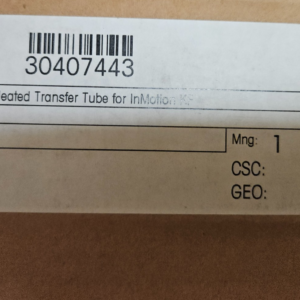 30407443
eated Transfer Tube for InMotion
Mng: 1
CSC:
GEO: